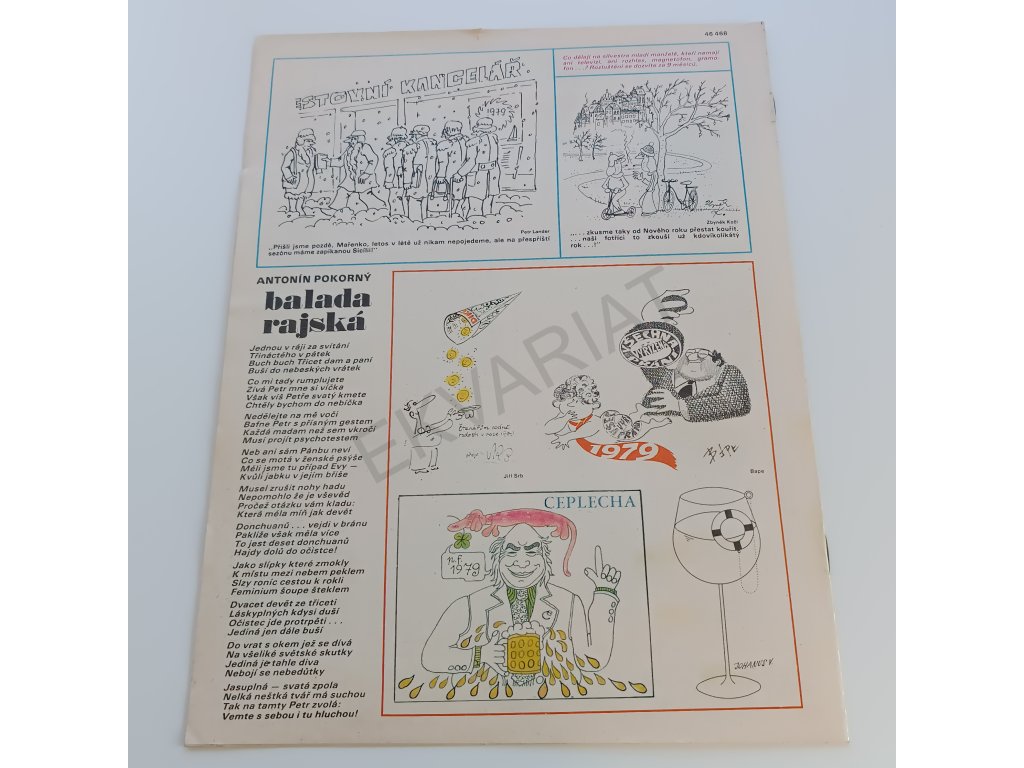 46 468
ESTOVNÍ KANCELÁŘ
1979
Petr Lander
„Přišli jsme pozdě, Mařenko, letos v létě už nikam nepojedeme, ale na přespříští
sezónu máme zapikanou Sicílii!"
Co dělají na silvestra mladí manželé, kteří nemají
ani televizi, ani rozhlas, magnetofon, gramo
fon . . .? Rozluštění se dozvíte za 9 měsíců.
Zbyněk Kočí
„. . . zkusme taky od Nového roku přestat kouřit,
. . . naši fotříci to zkouší už kdovíkolikátý
rok . . .!"
ANTONÍN POKORNÝ
balada
rajská
Jednou v ráji za svítání
Třináctého v pátek
Buch buch Třicet dam a paní
Buší do nebeských vrátek
Co mi tady rumplujete
Zívá Petr mne si víčka
Však víš Petře svatý kmete
Chtěly bychom do nebíčka
Nedělejte na mě voči
Bafne Petr s přísným gestem
Každá madam než sem vkročí
Musí projít psychotestem
Neb ani sám Pánbu neví
Co se motá v ženské psýše
Měli jsme tu případ Evy —
Kvůli jabku v jejím bříše
Musel zrušit nohy hadu
Nepomohlo že je vševěd
Pročež otázku vám kladu:
Která měla míň jak devět
Donchuanů . . . vejdi v bránu
Pakliže však měla více
To jest deset donchuanů
Hajdy dolů do očistce!
Jako slípky které zmokly
K místu mezi nebem peklem
Slzy roníc cestou k rokli
Feminium šoupe šteklem
Dvacet devět ze třiceti
Láskyplných kdysi duší
Očistec jde protrpěti . . .
Jediná jen dále buší
Do vrat s okem jež se dívá
Na všeliké světské skutky
Jediná je tahle díva
Nebojí se nebedůtky
Jasuplná — svatá zpola
Nelká neštká tvář má suchou
Tak na tamty Petr zvolá:
Vemte s sebou i tu hluchou!
Jiří Srb
1979
Bape
CEPLECHA
p.f.
1979
JOHANUS V.
EKVARIAT